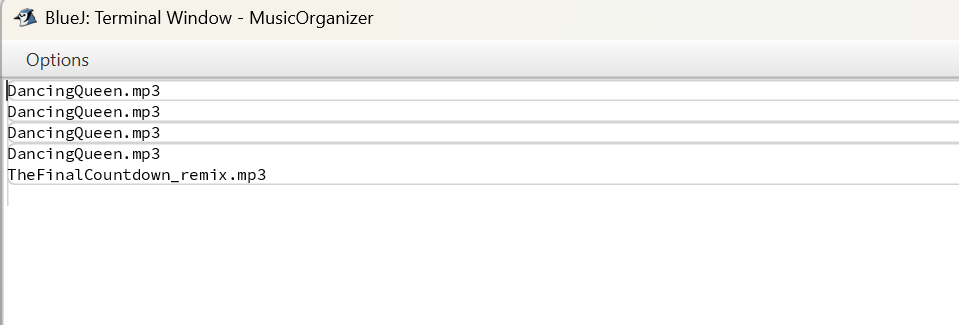 BlueJ: Terminal Window - MusicOrganizer
Options
DancingQueen.mp3
DancingQueen.mp3
DancingQueen.mp3
DancingQueen.mp3
TheFinalCountdown_remix.mp3